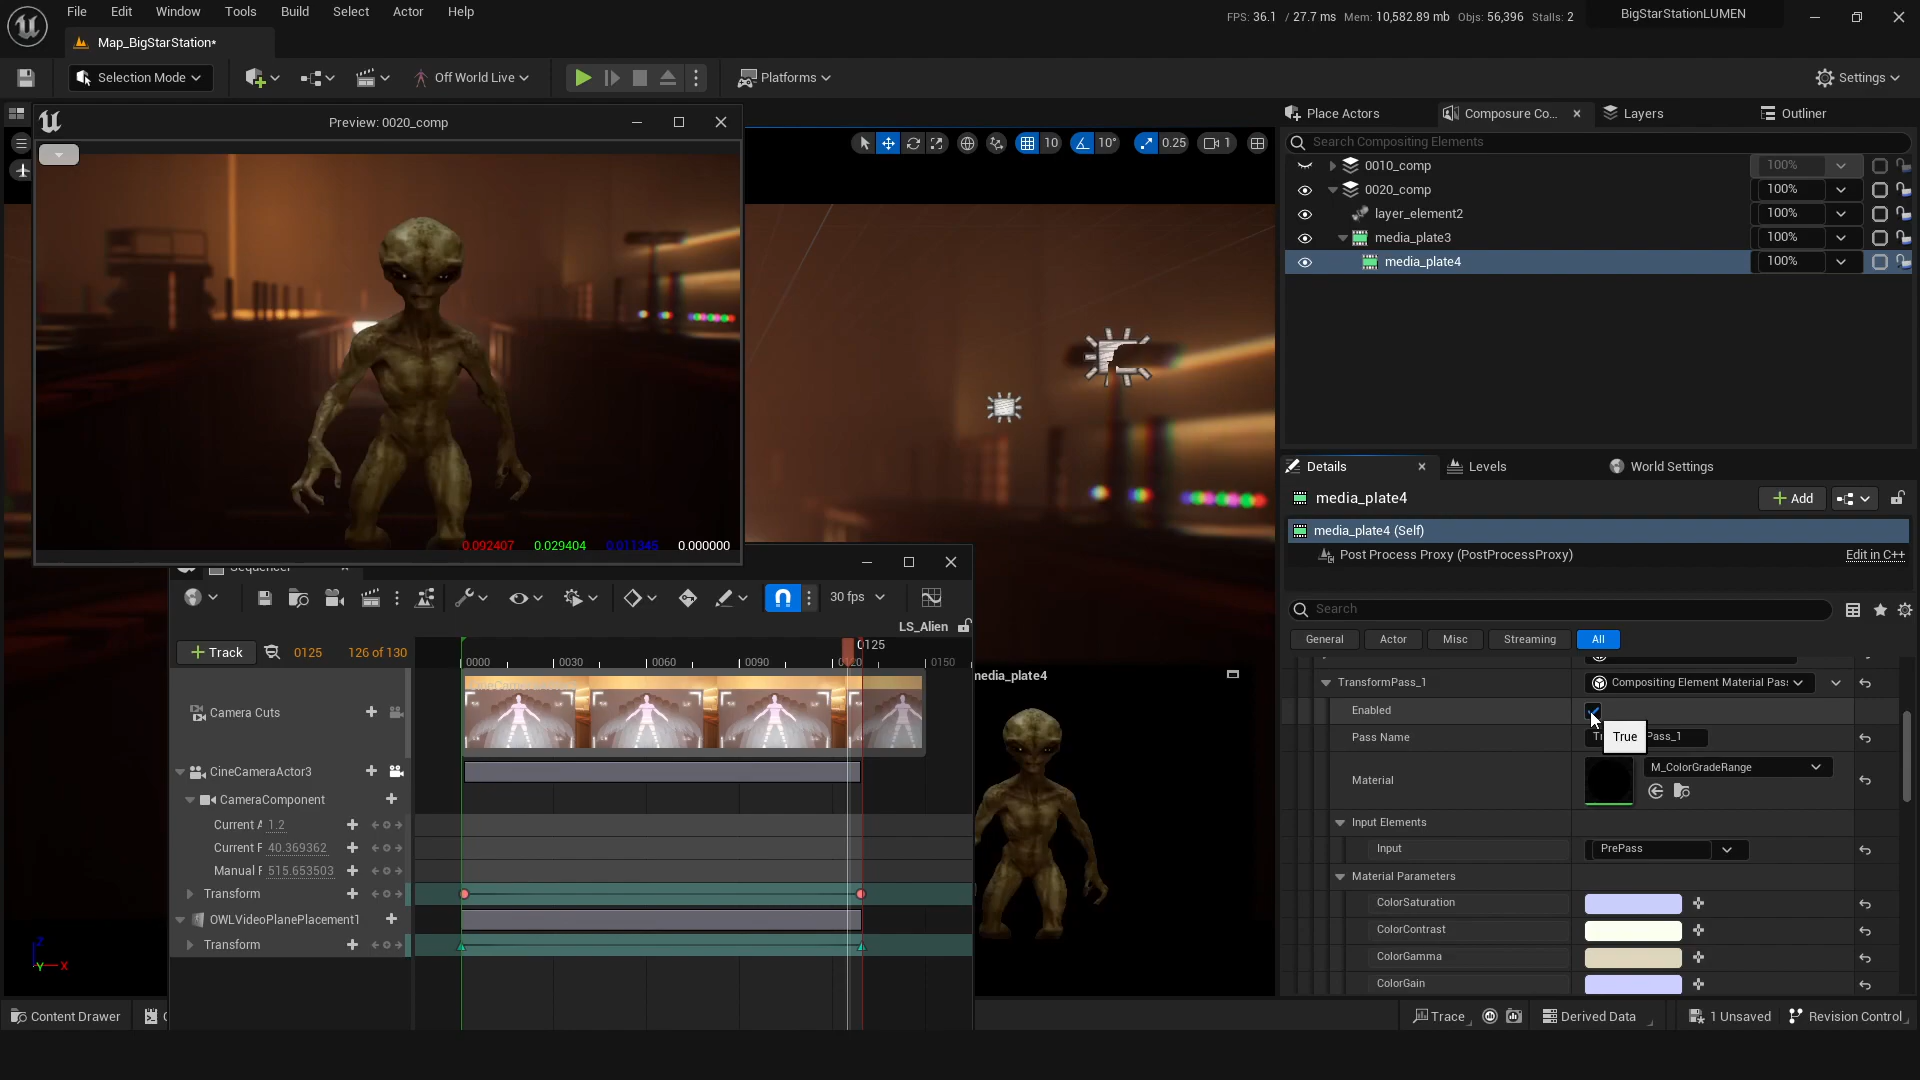 File Edit Window Tools Build Select Actor Help
FPS: 36.1 / 27.7 ms Mem: 10,582.89 mb Objs: 56,396 Stalls: 2
BigStarStationLUMEN
Map_BigStarStation*
Selection Mode
Off World Live
Platforms
Settings
Preview: 0020_comp
0.092407 0.029404 0.011345 0.000000
10 10° 0.25 1
Place Actors
Composure Co...
Layers
Outliner
Search Compositing Elements
0010_comp 100%
0020_comp 100%
layer_element2 100%
media_plate3 100%
media_plate4 100%
Sequencer
30 fps
LS_Alien
Track 0125 126 of 130
0125
0000 0030 0060 0090 0120 0150
Camera Cuts
CineCameraActor3
CameraComponent
Current A 1.2
Current F 40.369362
Manual F 515.653503
Transform
OWLVideoPlanePlacement1
Transform
media_plate4
Details
Levels
World Settings
media_plate4
Add
media_plate4 (Self)
Post Process Proxy (PostProcessProxy) Edit in C++
Search
General Actor Misc Streaming All
TransformPass_1 Compositing Element Material Pas
Enabled
True
Pass Name Pass_1
Material M_ColorGradeRange
Input Elements
Input PrePass
Material Parameters
ColorSaturation
ColorContrast
ColorGamma
ColorGain
Content Drawer
Trace
Derived Data
1 Unsaved
Revision Control
X
Y
Z